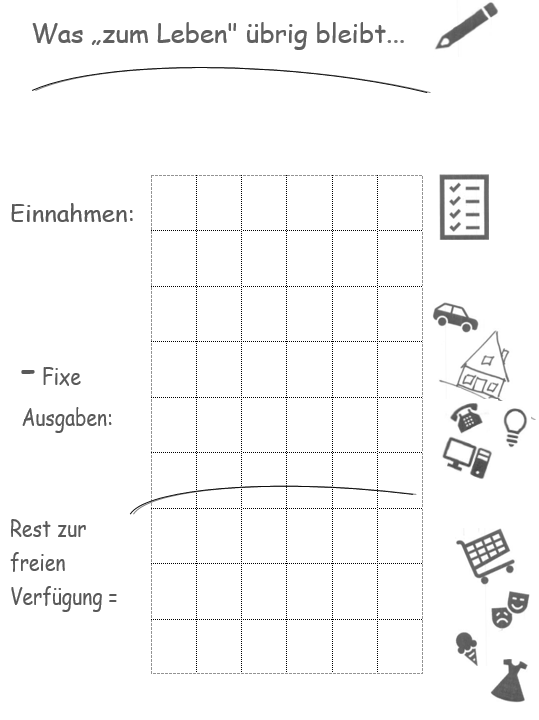 Was „zum Leben" übrig bleibt...
Einnahmen:
- Fixe
Ausgaben:
Rest zur
freien
Verfügung =